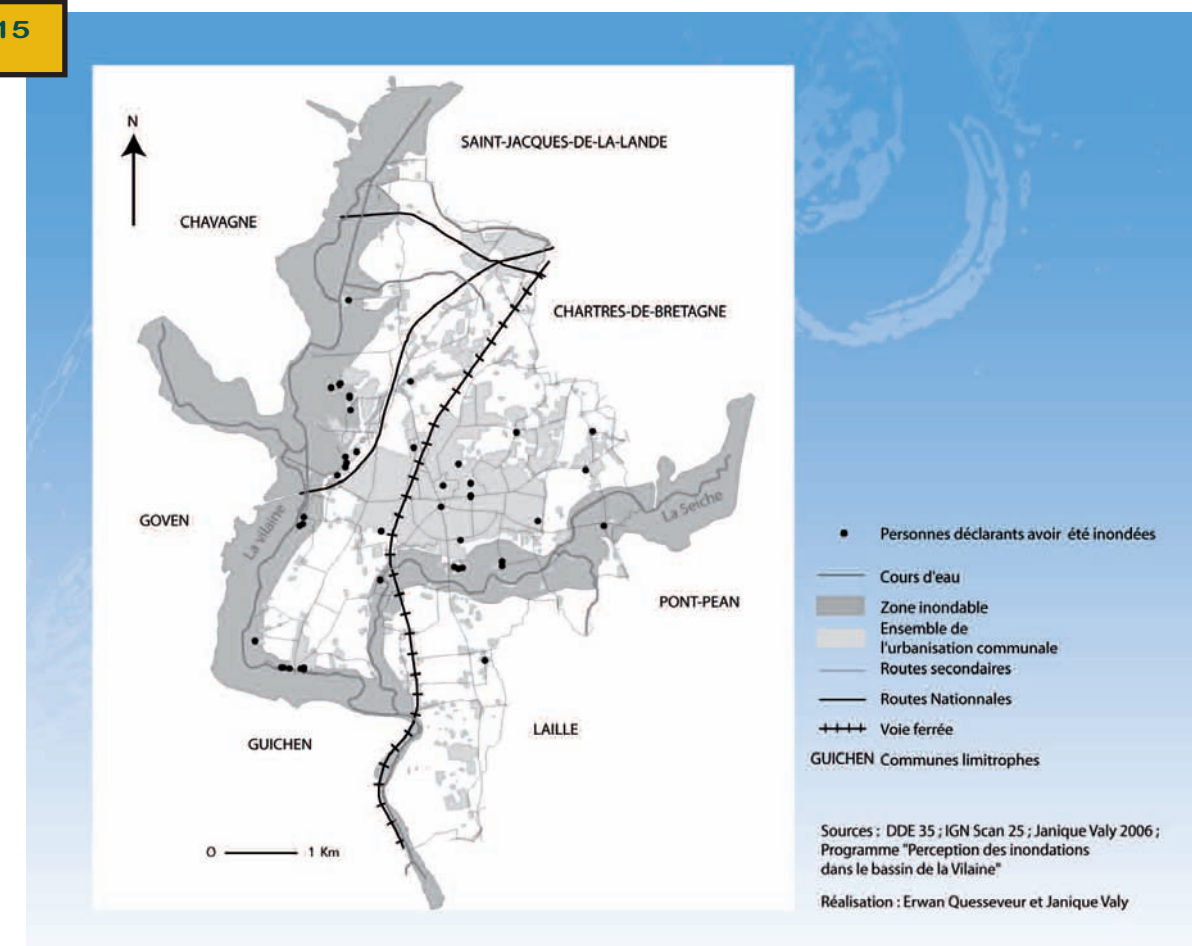 15
N
SAINT-JACQUES-DE-LA-LANDE
CHAVAGNE
CHARTRES-DE-BRETAGNE
GOVEN
La vilaine
La Seiche
PONT-PEAN
GUICHEN
LAILLE
0 1 Km
Personnes déclarants avoir été inondées
Cours d'eau
Zone inondable
Ensemble de
l'urbanisation communale
Routes secondaires
Routes Nationnales
Voie ferrée
GUICHEN Communes limitrophes
Sources : DDE 35 ; IGN Scan 25 ; Janique Valy 2006 ;
Programme "Perception des inondations
dans le bassin de la Vilaine"
Réalisation : Erwan Quesseveur et Janique Valy